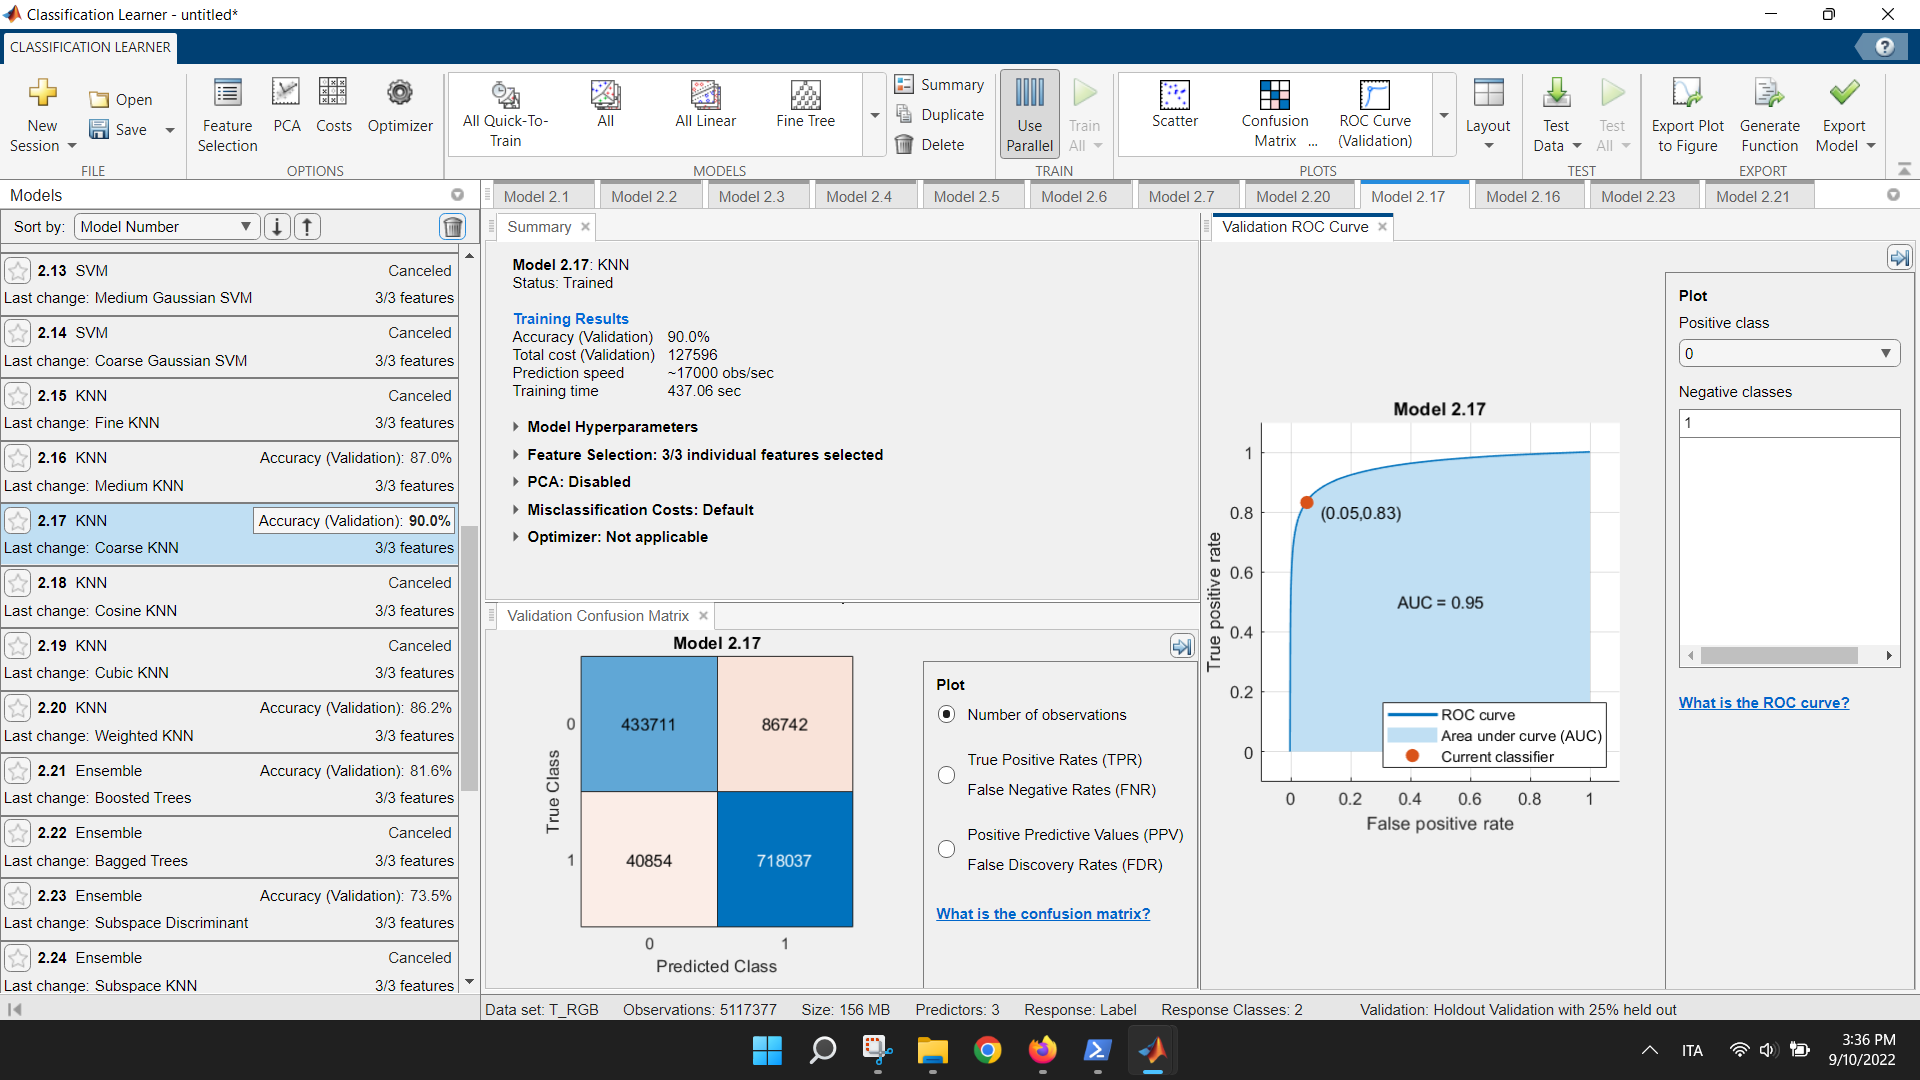 Classification Learner - untitled*
CLASSIFICATION LEARNER
New Session
Open
Save
FILE
Feature Selection
PCA
Costs
Optimizer
OPTIONS
All Quick-To-Train
All
All Linear
Fine Tree
MODELS
Summary
Duplicate
Delete
Use Parallel
Train All
TRAIN
Scatter
Confusion Matrix ...
ROC Curve (Validation)
PLOTS
Layout
Test Data
Test All
TEST
Export Plot to Figure
Generate Function
Export Model
EXPORT
Models
Sort by: Model Number
2.13 SVM Canceled
Last change: Medium Gaussian SVM 3/3 features
2.14 SVM Canceled
Last change: Coarse Gaussian SVM 3/3 features
2.15 KNN Canceled
Last change: Fine KNN 3/3 features
2.16 KNN Accuracy (Validation): 87.0%
Last change: Medium KNN 3/3 features
2.17 KNN Accuracy (Validation): 90.0%
Last change: Coarse KNN 3/3 features
2.18 KNN Canceled
Last change: Cosine KNN 3/3 features
2.19 KNN Canceled
Last change: Cubic KNN 3/3 features
2.20 KNN Accuracy (Validation): 86.2%
Last change: Weighted KNN 3/3 features
2.21 Ensemble Accuracy (Validation): 81.6%
Last change: Boosted Trees 3/3 features
2.22 Ensemble Canceled
Last change: Bagged Trees 3/3 features
2.23 Ensemble Accuracy (Validation): 73.5%
Last change: Subspace Discriminant 3/3 features
2.24 Ensemble Canceled
Last change: Subspace KNN 3/3 features
Model 2.1 Model 2.2 Model 2.3 Model 2.4 Model 2.5 Model 2.6 Model 2.7 Model 2.20 Model 2.17 Model 2.16 Model 2.23 Model 2.21
Summary
Model 2.17: KNN
Status: Trained
Training Results
Accuracy (Validation) 90.0%
Total cost (Validation) 127596
Prediction speed ~17000 obs/sec
Training time 437.06 sec
Model Hyperparameters
Feature Selection: 3/3 individual features selected
PCA: Disabled
Misclassification Costs: Default
Optimizer: Not applicable
Validation Confusion Matrix
Model 2.17
True Class
0 433711 86742
1 40854 718037
0 1
Predicted Class
Plot
Number of observations
True Positive Rates (TPR)
False Negative Rates (FNR)
Positive Predictive Values (PPV)
False Discovery Rates (FDR)
What is the confusion matrix?
Validation ROC Curve
Model 2.17
True positive rate
1
0.8
0.6
0.4
0.2
0
(0.05,0.83)
AUC = 0.95
ROC curve
Area under curve (AUC)
Current classifier
0 0.2 0.4 0.6 0.8 1
False positive rate
Plot
Positive class
0
Negative classes
1
What is the ROC curve?
Data set: T_RGB Observations: 5117377 Size: 156 MB Predictors: 3 Response: Label Response Classes: 2 Validation: Holdout Validation with 25% held out
ITA
3:36 PM
9/10/2022